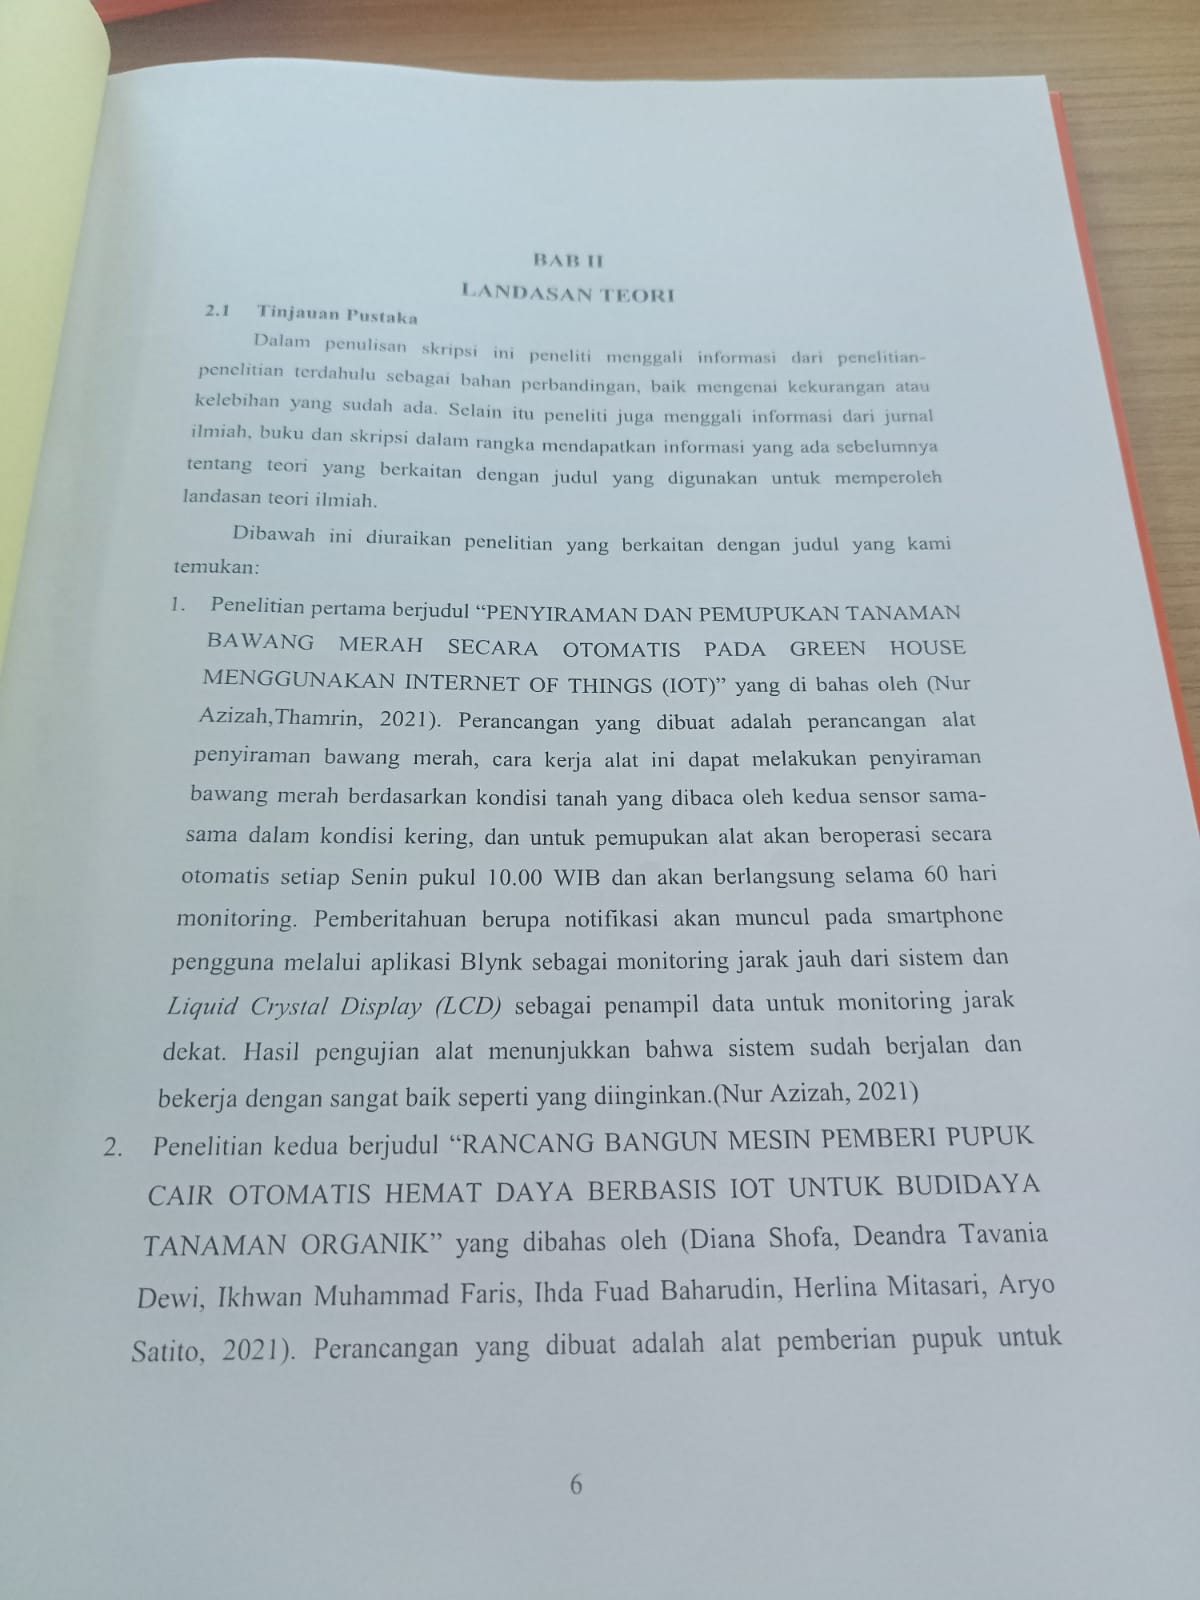 BAB II
LANDASAN TEORI
2.1 Tinjauan Pustaka
Dalam penulisan skripsi ini peneliti menggali informasi dari penelitian-
penelitian terdahulu sebagai bahan perbandingan, baik mengenai kekurangan atau
kelebihan yang sudah ada. Selain itu peneliti juga menggali informasi dari jurnal
ilmiah, buku dan skripsi dalam rangka mendapatkan informasi yang ada sebelumnya
tentang teori yang berkaitan dengan judul yang digunakan untuk memperoleh
landasan teori ilmiah.
Dibawah ini diuraikan penelitian yang berkaitan dengan judul yang kami
temukan:
1. Penelitian pertama berjudul “PENYIRAMAN DAN PEMUPUKAN TANAMAN
BAWANG MERAH SECARA OTOMATIS PADA GREEN HOUSE
MENGGUNAKAN INTERNET OF THINGS (IOT)” yang di bahas oleh (Nur
Azizah,Thamrin, 2021). Perancangan yang dibuat adalah perancangan alat
penyiraman bawang merah, cara kerja alat ini dapat melakukan penyiraman
bawang merah berdasarkan kondisi tanah yang dibaca oleh kedua sensor sama-
sama dalam kondisi kering, dan untuk pemupukan alat akan beroperasi secara
otomatis setiap Senin pukul 10.00 WIB dan akan berlangsung selama 60 hari
monitoring. Pemberitahuan berupa notifikasi akan muncul pada smartphone
pengguna melalui aplikasi Blynk sebagai monitoring jarak jauh dari sistem dan
Liquid Crystal Display (LCD) sebagai penampil data untuk monitoring jarak
dekat. Hasil pengujian alat menunjukkan bahwa sistem sudah berjalan dan
bekerja dengan sangat baik seperti yang diinginkan.(Nur Azizah, 2021)
2. Penelitian kedua berjudul “RANCANG BANGUN MESIN PEMBERI PUPUK
CAIR OTOMATIS HEMAT DAYA BERBASIS IOT UNTUK BUDIDAYA
TANAMAN ORGANIK” yang dibahas oleh (Diana Shofa, Deandra Tavania
Dewi, Ikhwan Muhammad Faris, Ihda Fuad Baharudin, Herlina Mitasari, Aryo
Satito, 2021). Perancangan yang dibuat adalah alat pemberian pupuk untuk
6